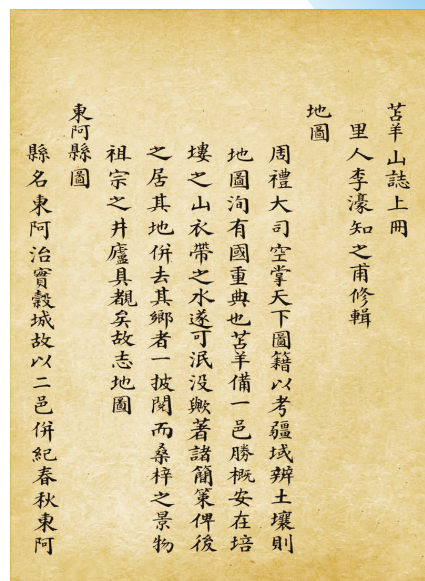 苫羊山誌上冊
里人李濠知之甫修輯
地圖
周禮大司空掌天下圖籍以考疆域辨土壤則
地圖洵有國重典也苫羊備一邑勝概安在培
塿之山衣帶之水遂可泯没歟著諸簡策俾後
之居其地併去其鄉者一披閱而桑梓之景物
祖宗之井廬具覩矣故志地圖
東阿縣圖
縣名東阿治實穀城故以二邑併紀春秋東阿